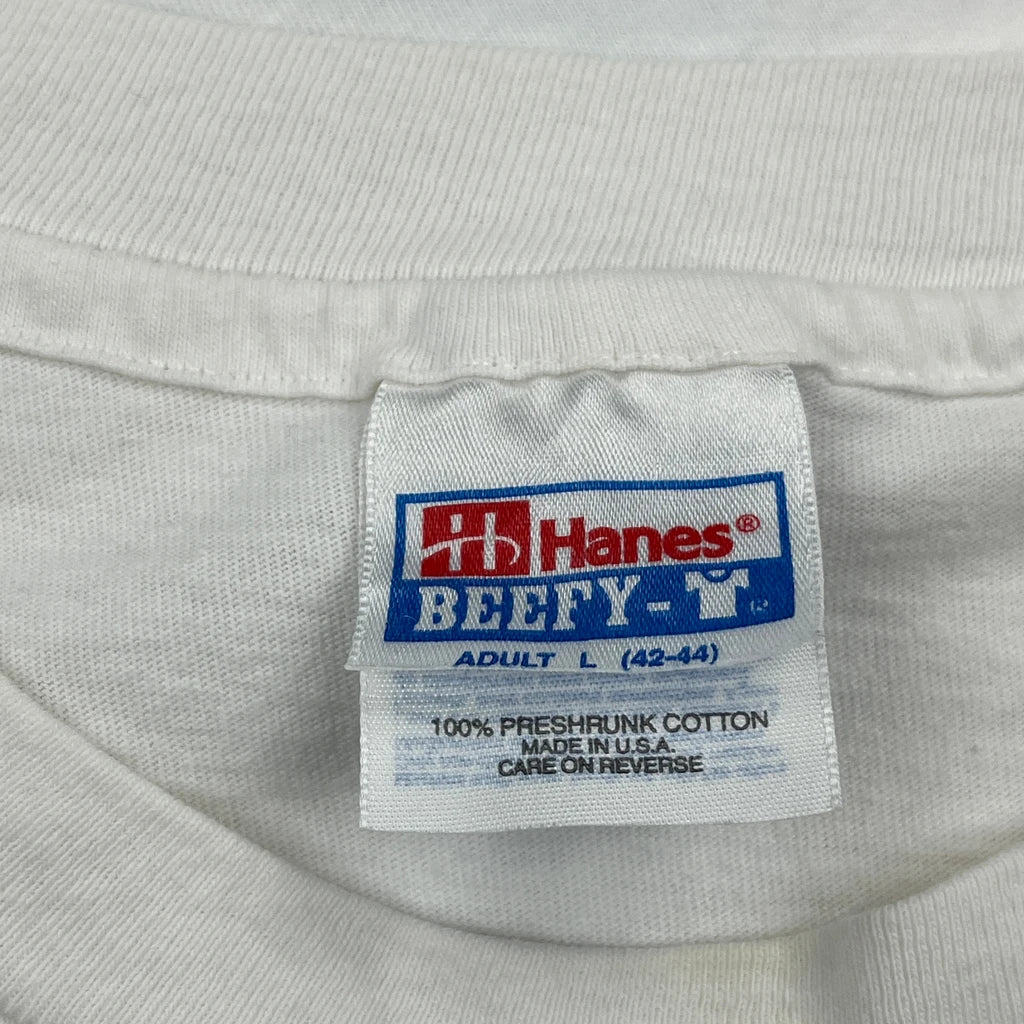 Hanes®
BEEFY-T®
ADULT L (42-44)
100% PRESHRUNK COTTON
MADE IN U.S.A.
CARE ON REVERSE